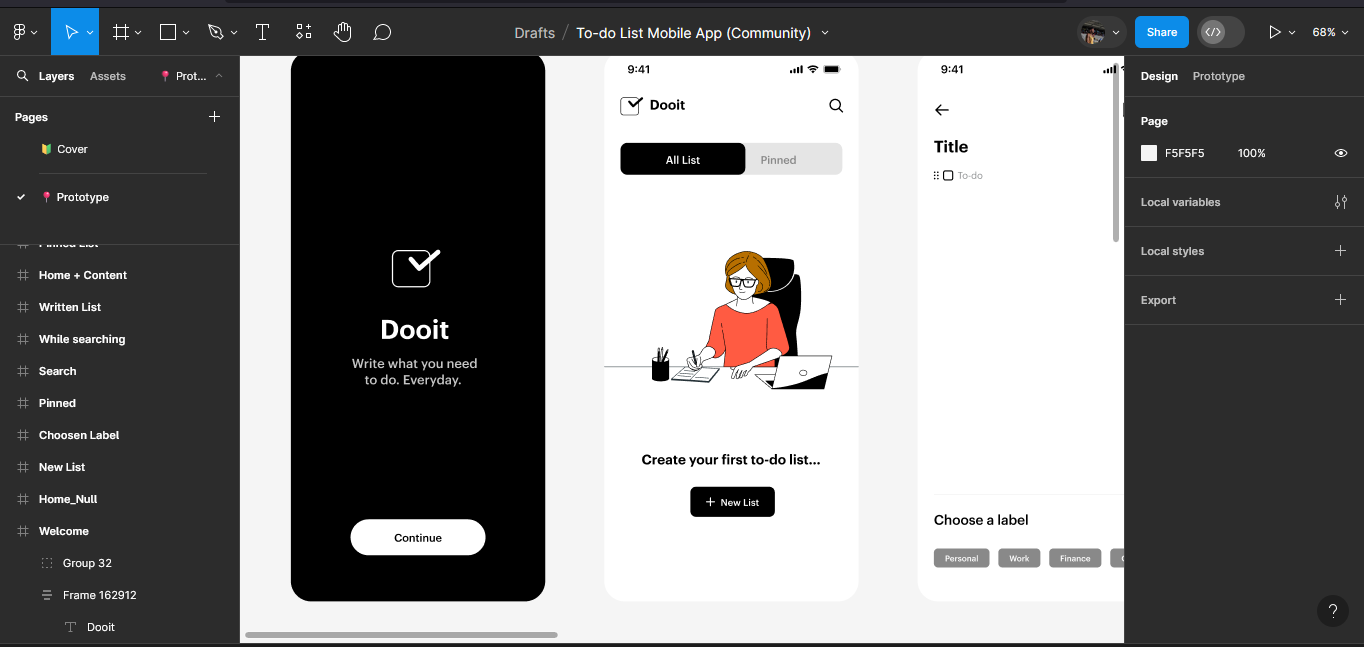 Drafts / To-do List Mobile App (Community)
Share
68%
Layers
Assets
Prot...
Pages
Cover
Prototype
Pinned List
Home + Content
Written List
While searching
Search
Pinned
Choosen Label
New List
Home_Null
Welcome
Group 32
Frame 162912
Dooit
Dooit
Write what you need
to do. Everyday.
Continue
9:41
Dooit
All List
Pinned
Create your first to-do list...
+ New List
9:41
Title
To-do
Choose a label
Personal
Work
Finance
Design
Prototype
Page
F5F5F5
100%
Local variables
Local styles
Export
?